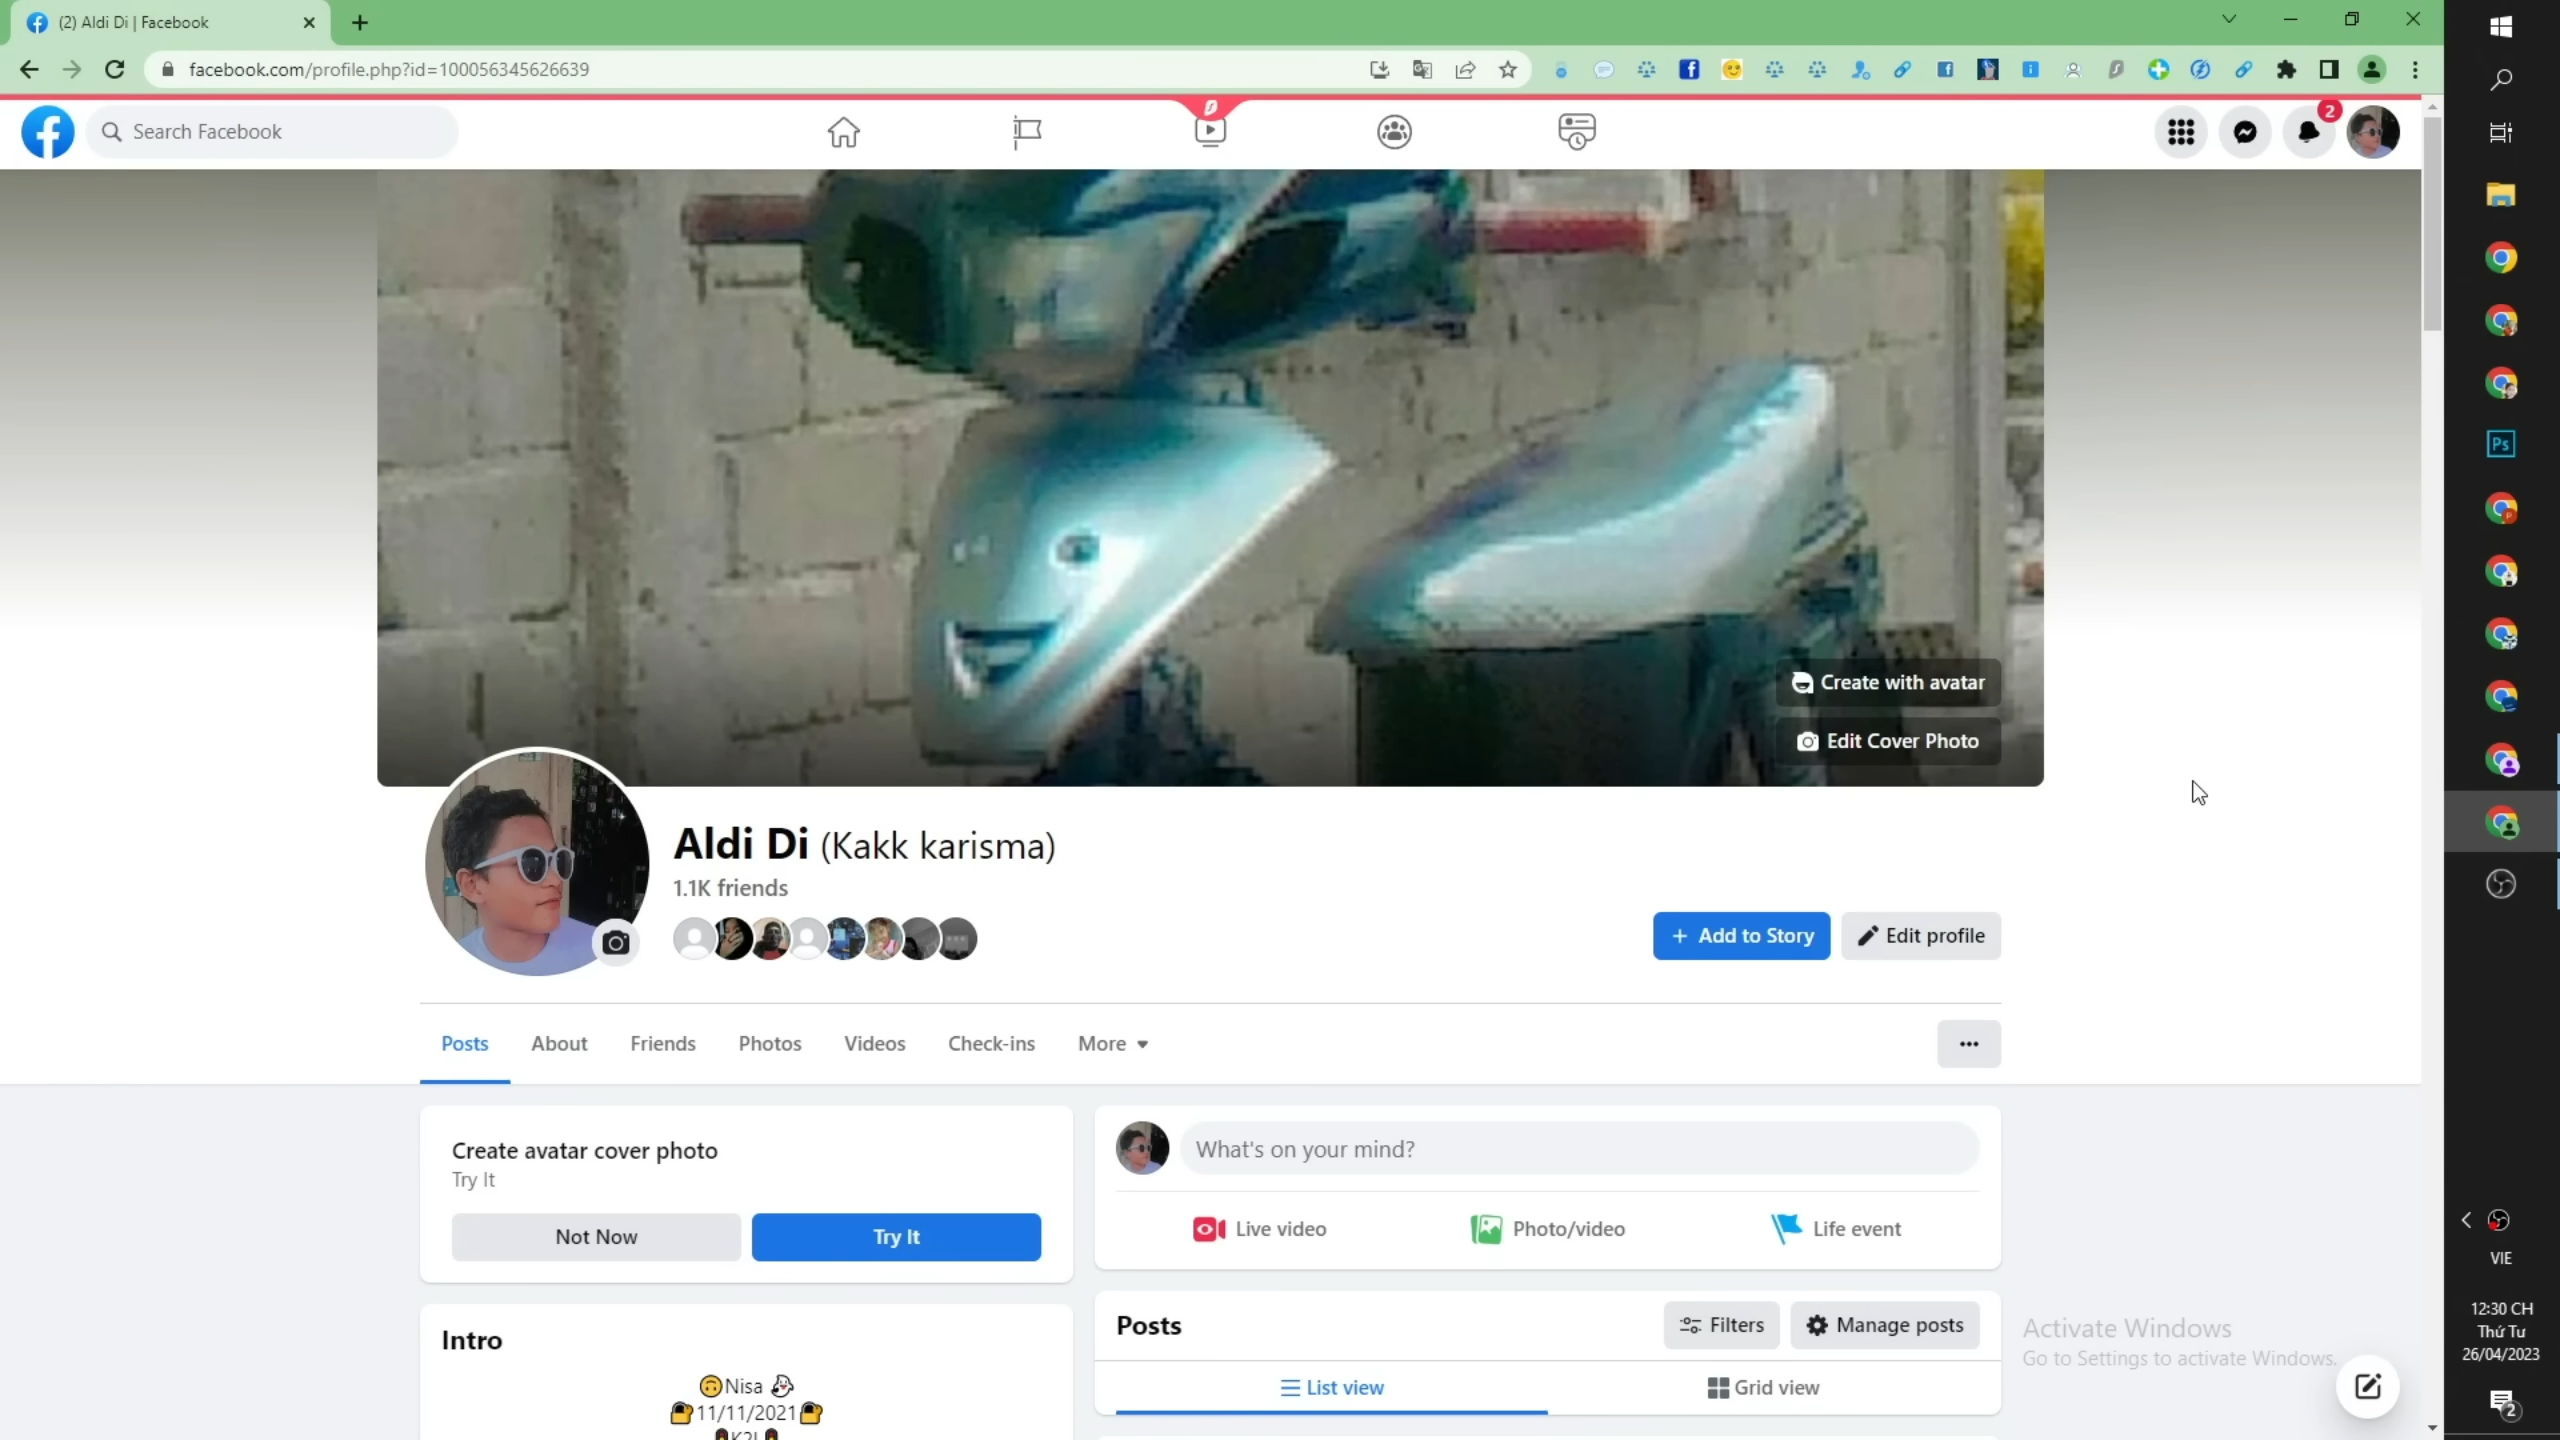 (2) Aldi Di | Facebook
facebook.com/profile.php?id=100056345626639
Search Facebook
2
Create with avatar
Edit Cover Photo
Aldi Di (Kakk karisma)
1.1K friends
Add to Story
Edit profile
Posts About Friends Photos Videos Check-ins More
Create avatar cover photo
Try It
Not Now
Try It
What's on your mind?
Live video
Photo/video
Life event
Intro
Nisa
11/11/2021
Posts
Filters
Manage posts
List view
Grid view
Activate Windows
Go to Settings to activate Windows.
Ps
VIE
12:30 CH
Thứ Tư
26/04/2023
2